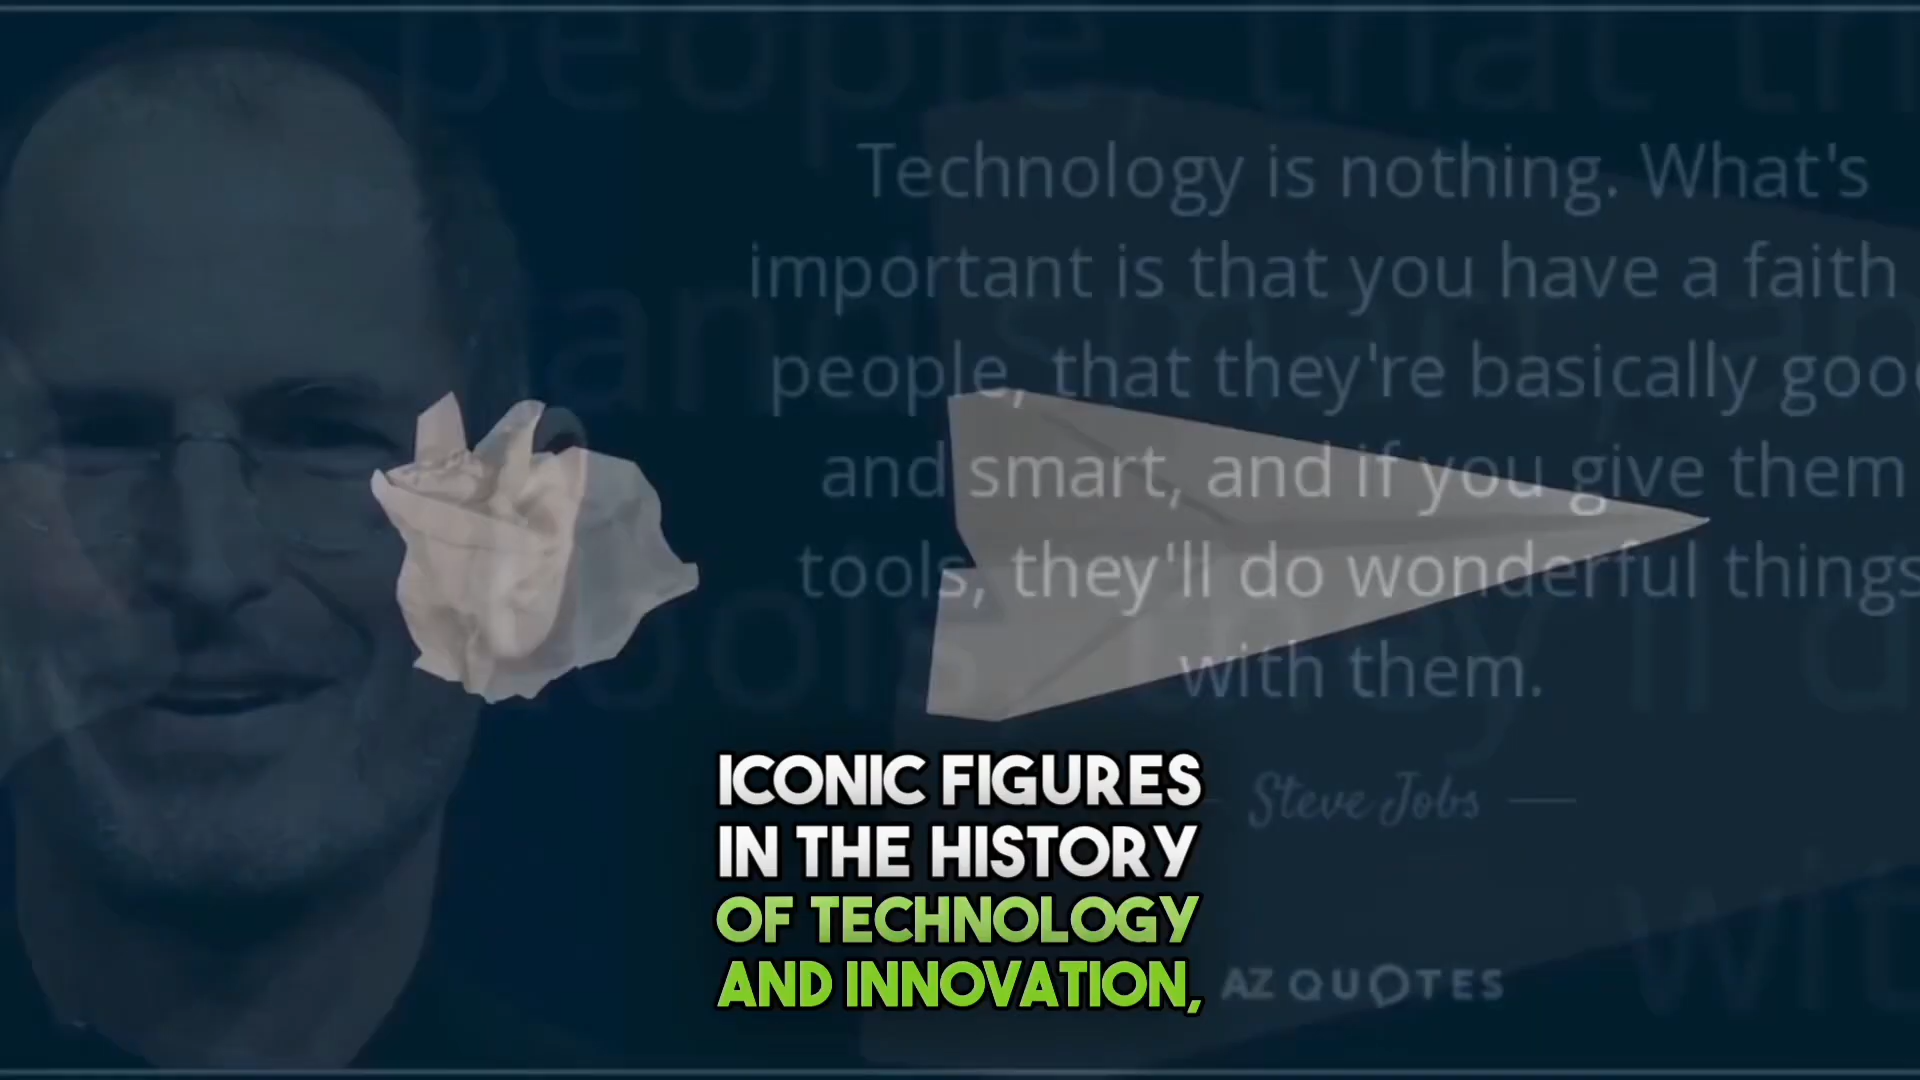 Technology is nothing. What's
important is that you have a faith
people, that they're basically good
and smart, and if you give them
tools, they'll do wonderful things
with them.
Steve Jobs
AZ QUOTES
ICONIC FIGURES
IN THE HISTORY
OF TECHNOLOGY
AND INNOVATION,